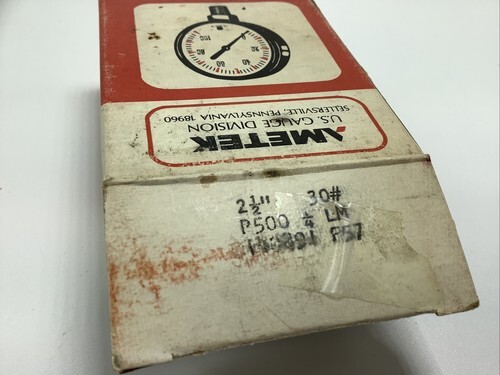 AMETEK
U.S. GAUGE DIVISION
SELLERSVILLE, PENNSYLVANIA 18960
2½" 30#
P500 ¼ LM
P57